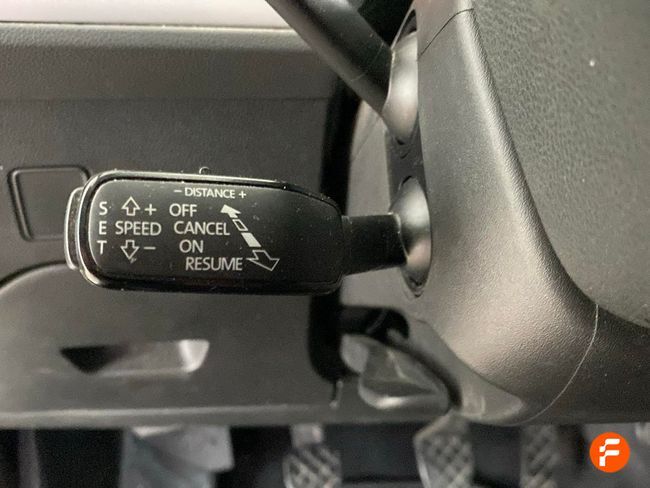 - DISTANCE +
S + OFF
E SPEED CANCEL
T - ON
RESUME